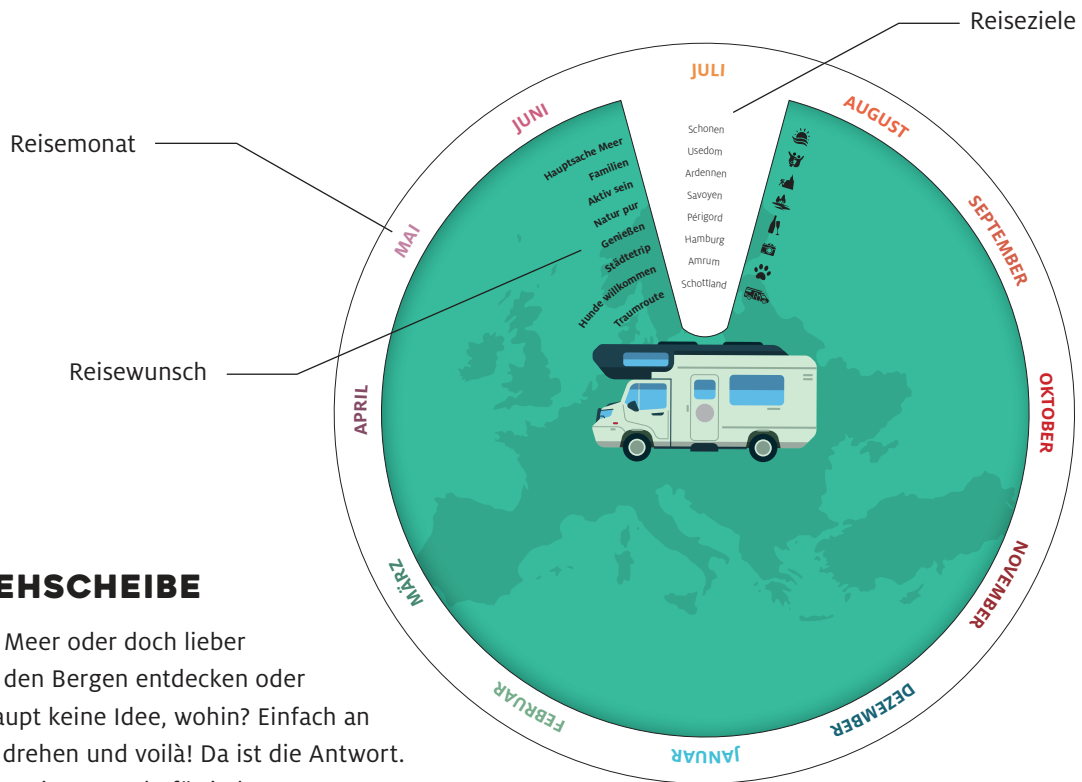 Reiseziele
JULI
JUNI
AUGUST
Reisemonat
Schonen
Hauptsache Meer
Usedom
Familien
Ardennen
Aktiv sein
Savoyen
Natur pur
Périgord
Genießen
Hamburg
Städtetrip
Amrum
Hunde willkommen
Schottland
Traumroute
SEPTEMBER
MAI
Reisewunsch
APRIL
OKTOBER
MÄRZ
NOVEMBER
FEBRUAR
DEZEMBER
JANUAR
EHSCHEIBE
Meer oder doch lieber
den Bergen entdecken oder
aupt keine Idee, wohin? Einfach an
drehen und voilà! Da ist die Antwort.